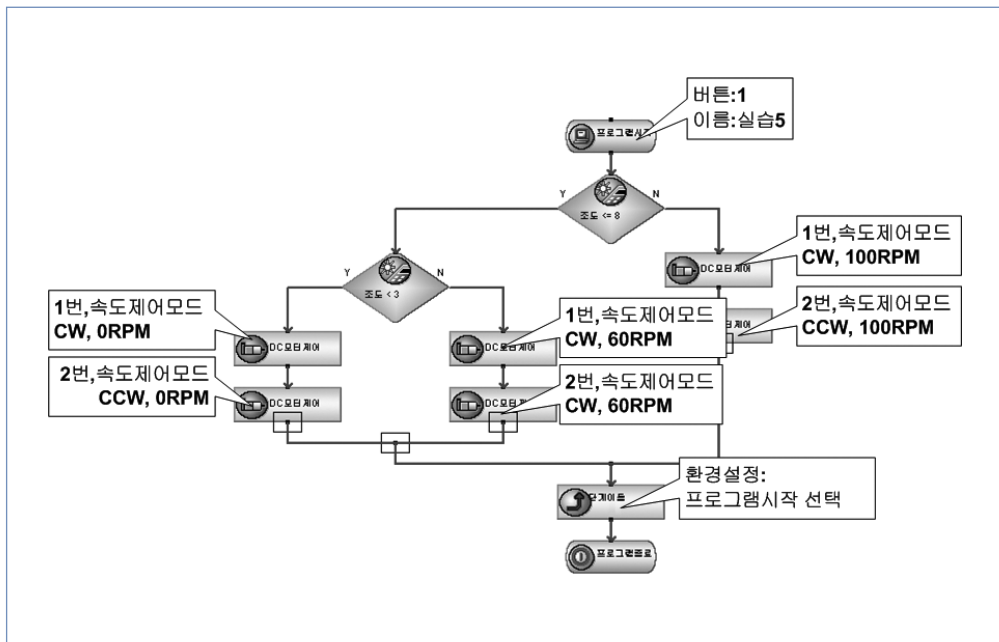 버튼:1
이름:실습5
프로그램시작
Y
N
조도 <= 8
1번,속도제어모드
CW, 100RPM
DC모터제어
Y
N
조도 < 3
1번,속도제어모드
CW, 0RPM
DC모터제어
1번,속도제어모드
CW, 60RPM
DC모터제어
2번,속도제어모드
CCW, 100RPM
2번,속도제어모드
CCW, 0RPM
DC모터제어
2번,속도제어모드
CW, 60RPM
DC모터
환경설정:
프로그램시작 선택
프로그램종료